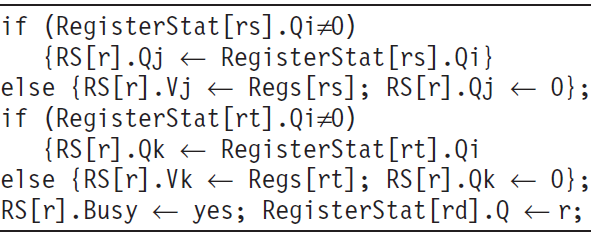 if (RegisterStat[rs].Qi≠0)
{RS[r].Qj ← RegisterStat[rs].Qi}
else {RS[r].Vj ← Regs[rs]; RS[r].Qj ← 0};
if (RegisterStat[rt].Qi≠0)
{RS[r].Qk ← RegisterStat[rt].Qi
else {RS[r].Vk ← Regs[rt]; RS[r].Qk ← 0};
RS[r].Busy ← yes; RegisterStat[rd].Q ← r;